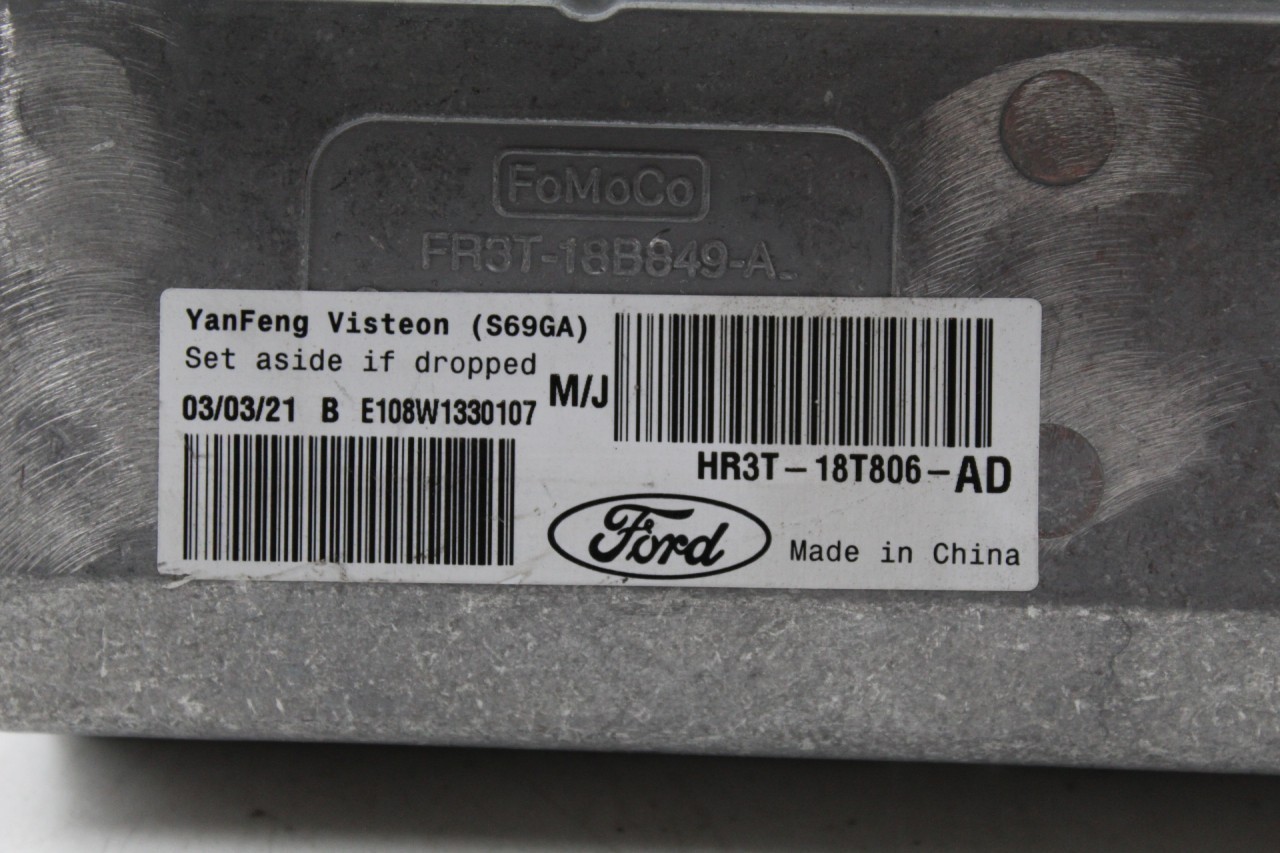 FoMoCo
FR3T-18B849-A
YanFeng Visteon (S69GA)
Set aside if dropped
M/J
03/03/21 B E108W1330107
HR3T-18T806-AD
Ford
Made in China